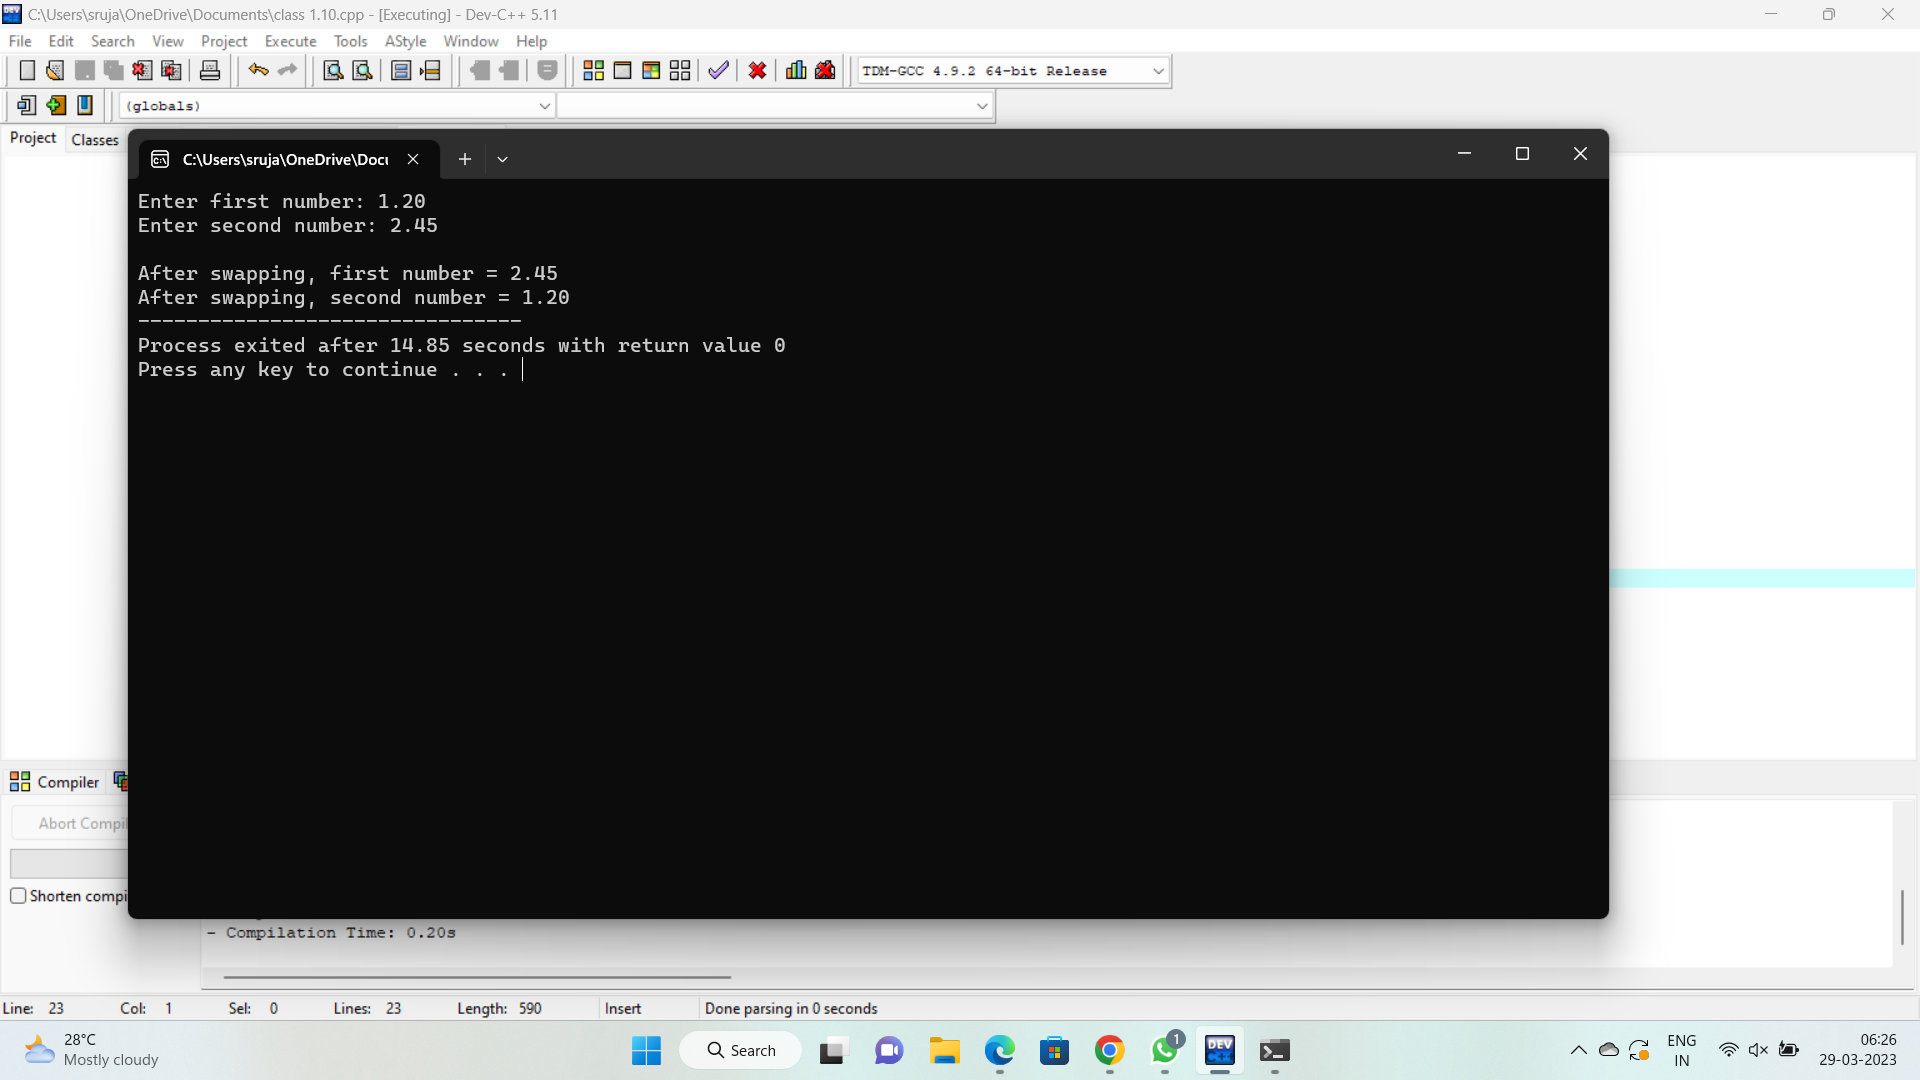 C:\Users\sruja\OneDrive\Documents\class 1.10.cpp - [Executing] - Dev-C++ 5.11
File Edit Search View Project Execute Tools AStyle Window Help
TDM-GCC 4.9.2 64-bit Release
(globals)
Project Classes
C:\Users\sruja\OneDrive\Docu
Enter first number: 1.20
Enter second number: 2.45
After swapping, first number = 2.45
After swapping, second number = 1.20
--------------------------------
Process exited after 14.85 seconds with return value 0
Press any key to continue . . .
Compiler
Abort Compil
Shorten compi
- Compilation Time: 0.20s
Line: 23 Col: 1 Sel: 0 Lines: 23 Length: 590 Insert Done parsing in 0 seconds
28°C
Mostly cloudy
Search
1
DEV
C++
ENG
IN
06:26
29-03-2023